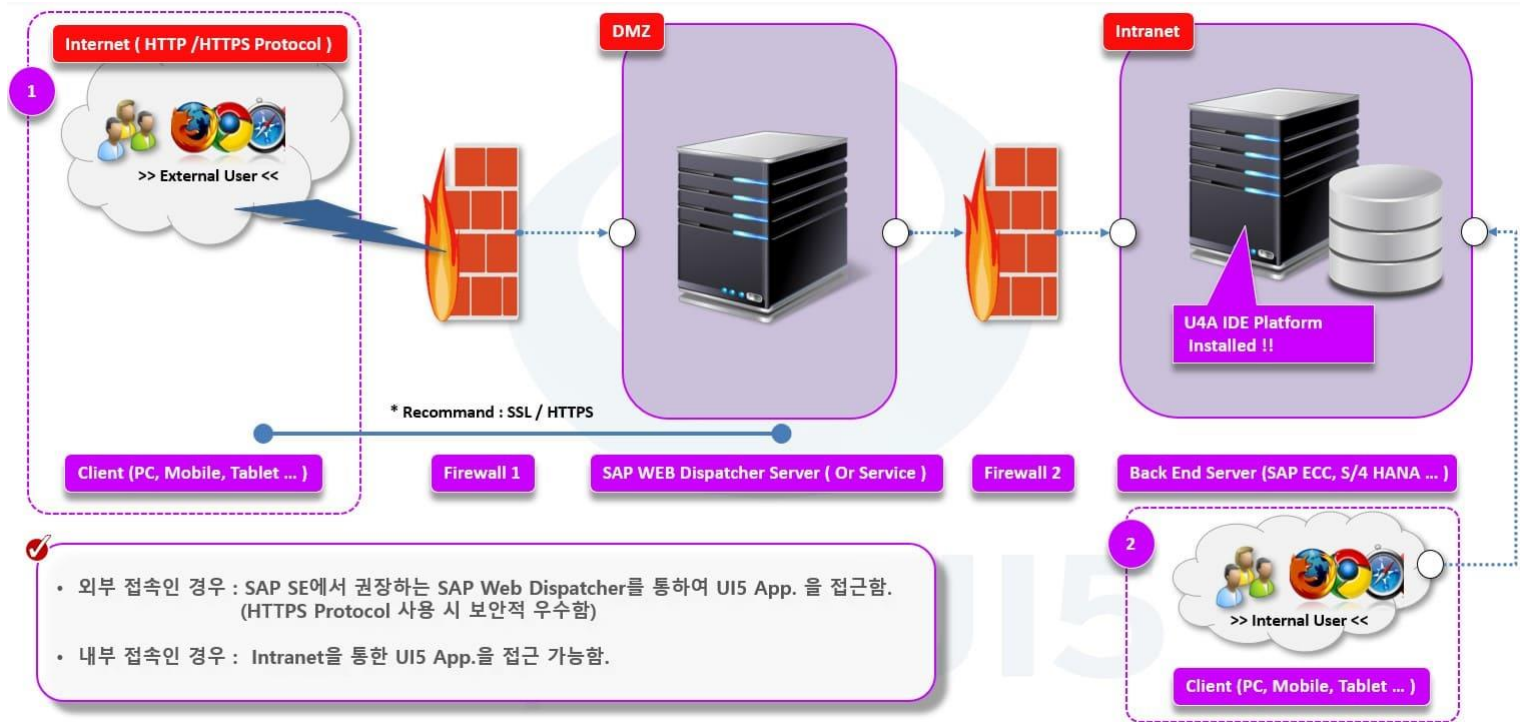 Internet ( HTTP /HTTPS Protocol )
DMZ
Intranet
1
>> External User <<
U4A IDE Platform
Installed !!
* Recommand : SSL / HTTPS
Client (PC, Mobile, Tablet ... )
Firewall 1
SAP WEB Dispatcher Server ( Or Service )
Firewall 2
Back End Server (SAP ECC, S/4 HANA ... )
• 외부 접속인 경우 : SAP SE에서 권장하는 SAP Web Dispatcher를 통하여 UI5 App. 을 접근함.
(HTTPS Protocol 사용 시 보안적 우수함)
• 내부 접속인 경우 : Intranet을 통한 UI5 App.을 접근 가능함.
2
>> Internal User <<
Client (PC, Mobile, Tablet ... )
UI5